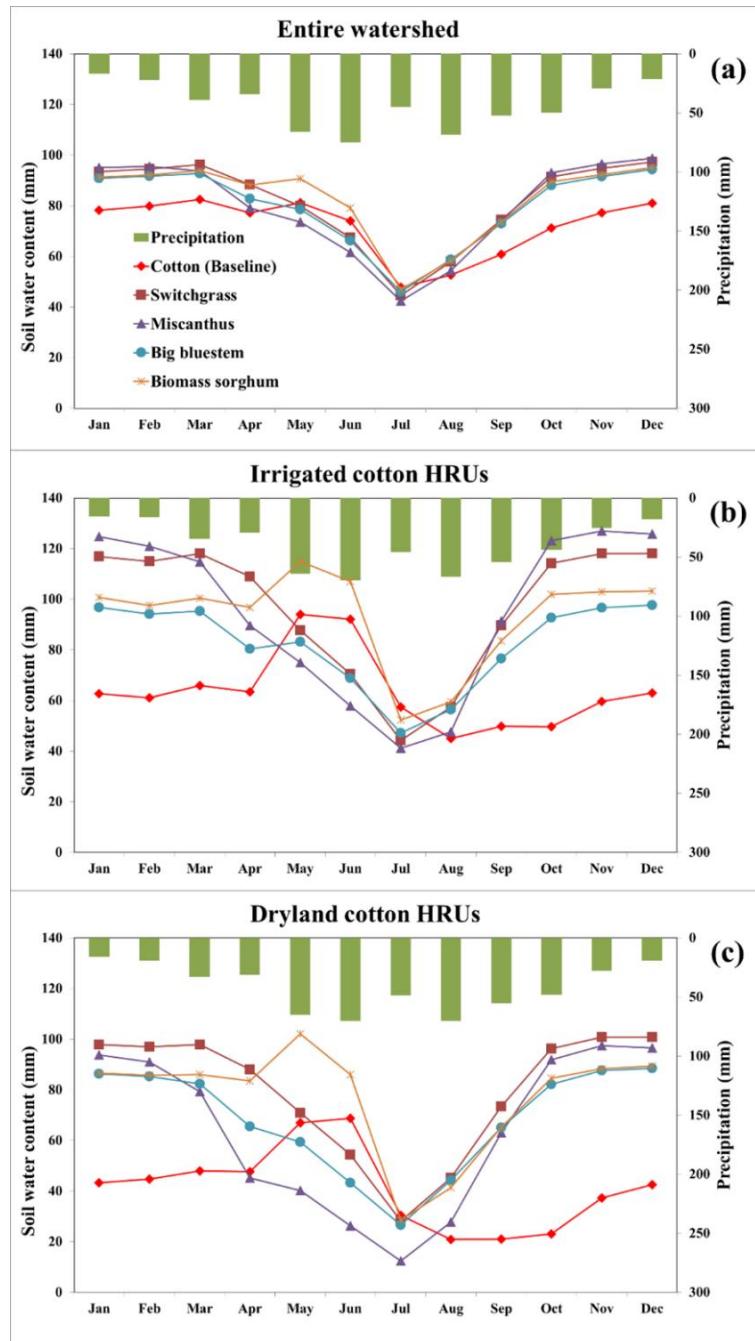 Entire watershed
(a)
140 120 100 80 60 40 20 0
Soil water content (mm)
0 50 100 150 200 250 300
Precipitation (mm)
Precipitation
Cotton (Baseline)
Switchgrass
Miscanthus
Big bluestem
Biomass sorghum
Jan Feb Mar Apr May Jun Jul Aug Sep Oct Nov Dec
Irrigated cotton HRUs
(b)
140 120 100 80 60 40 20 0
Soil water content (mm)
0 50 100 150 200 250 300
Precipitation (mm)
Jan Feb Mar Apr May Jun Jul Aug Sep Oct Nov Dec
Dryland cotton HRUs
(c)
140 120 100 80 60 40 20 0
Soil water content (mm)
0 50 100 150 200 250 300
Precipitation (mm)
Jan Feb Mar Apr May Jun Jul Aug Sep Oct Nov Dec